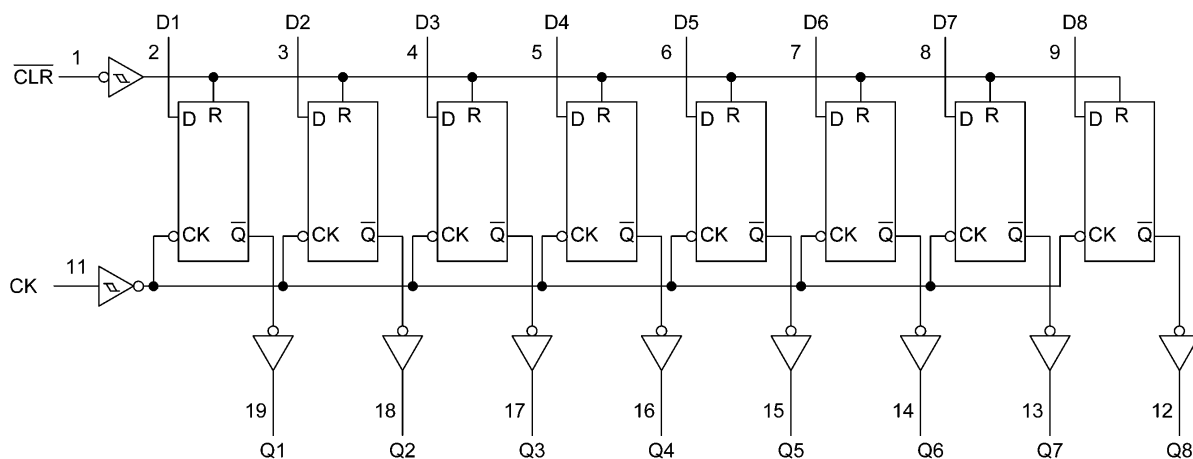 D1 D2 D3 D4 D5 D6 D7 D8
1 2 3 4 5 6 7 8 9
C̅L̅R̅
D R D R D R D R D R D R D R D R
CK Q̅ CK Q̅ CK Q̅ CK Q̅ CK Q̅ CK Q̅ CK Q̅ CK Q̅
11
CK
19 18 17 16 15 14 13 12
Q1 Q2 Q3 Q4 Q5 Q6 Q7 Q8